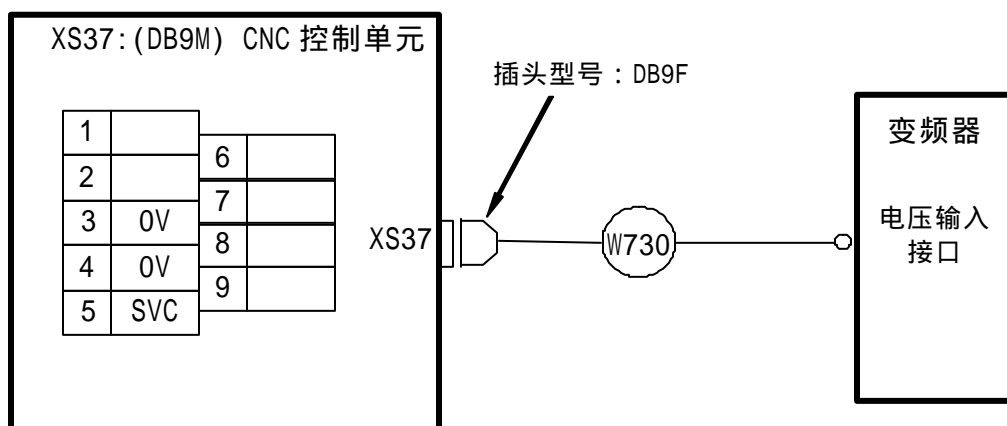 XS37:(DB9M) CNC 控制单元
插头型号：DB9F
1
2
3 0V
4 0V
5 SVC
6
7
8
9
XS37
W730
变频器
电压输入
接口